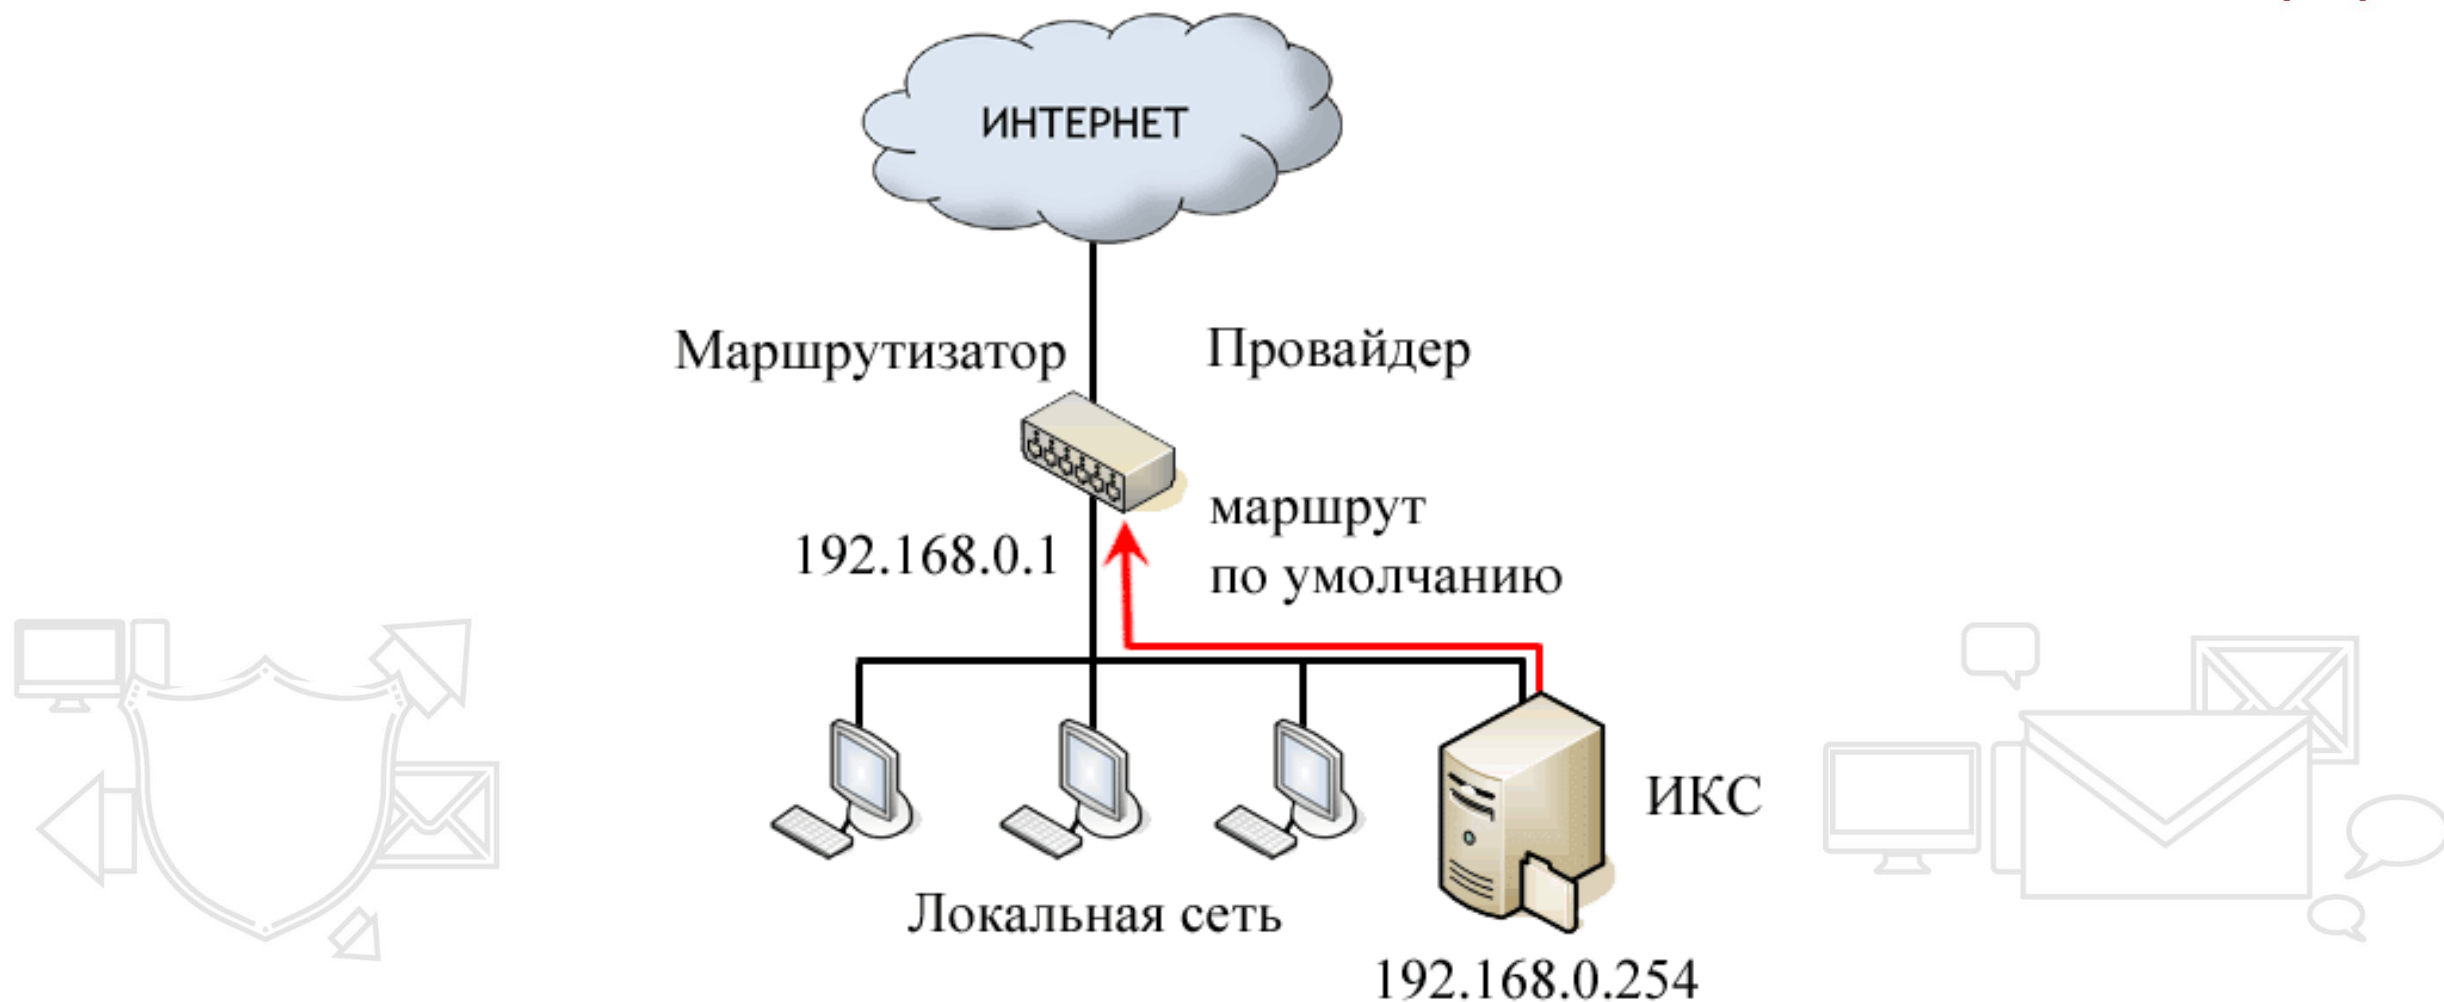 ИНТЕРНЕТ
Маршрутизатор
Провайдер
маршрут
по умолчанию
192.168.0.1
ИКС
Локальная сеть
192.168.0.254